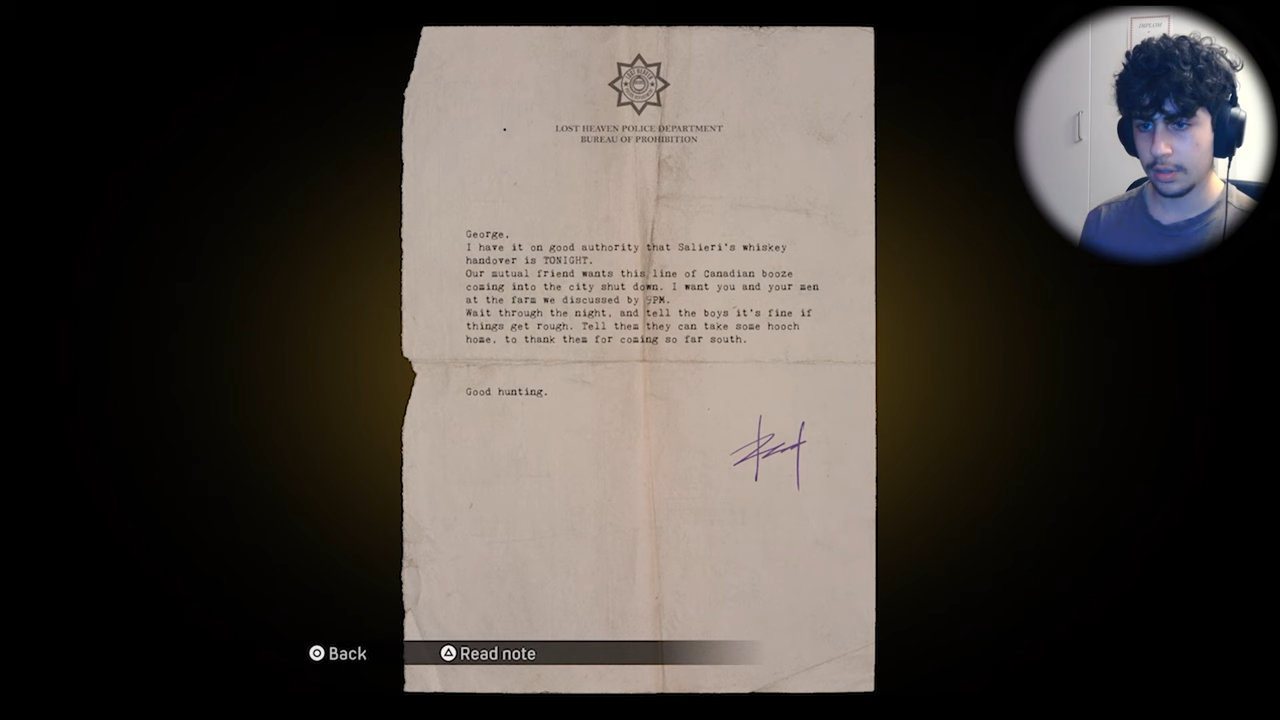 LOST HEAVEN POLICE DEPARTMENT
BUREAU OF PROHIBITION
George,
I have it on good authority that Salieri's whiskey
handover is TONIGHT.
Our mutual friend wants this line of Canadian booze
coming into the city shut down. I want you and your men
at the farm we discussed by 9PM.
Wait through the night, and tell the boys it's fine if
things get rough. Tell them they can take some hooch
home, to thank them for coming so far south.
Good hunting.
Back
Read note